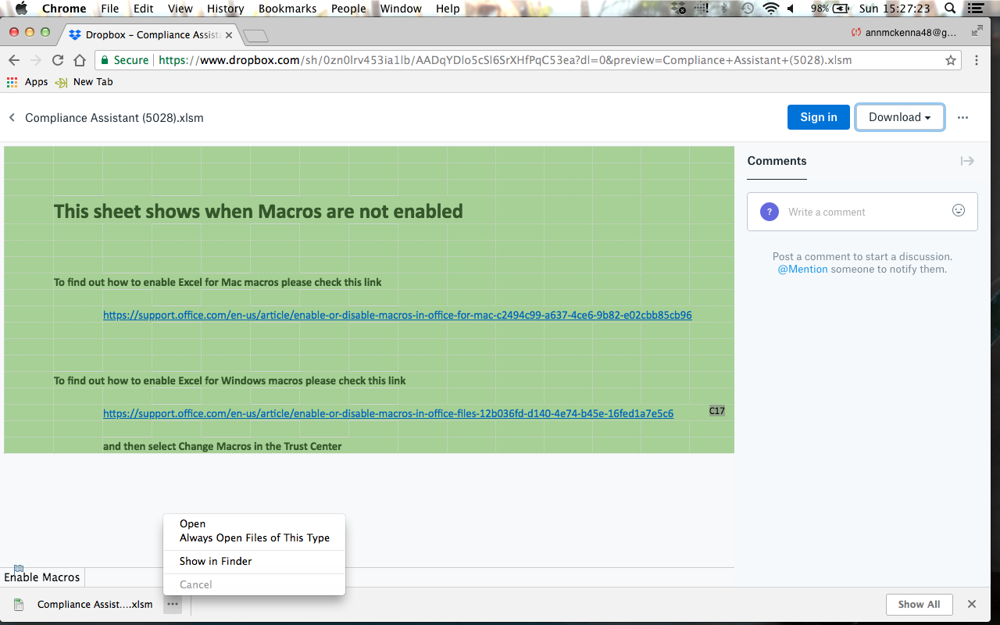 Chrome File Edit View History Bookmarks People Window Help 98% Sun 15:27:23
Dropbox – Compliance Assist annmckenna48@g...
Secure https://www.dropbox.com/sh/0zn0lrv453ia1lb/AADqYDlo5cSl6SrXHfPqC53ea?dl=0&preview=Compliance+Assistant+(5028).xlsm
Apps New Tab
Compliance Assistant (5028).xlsm Sign in Download
This sheet shows when Macros are not enabled
To find out how to enable Excel for Mac macros please check this link
https://support.office.com/en-us/article/enable-or-disable-macros-in-office-for-mac-c2494c99-a637-4ce6-9b82-e02cbb85cb96
To find out how to enable Excel for Windows macros please check this link
https://support.office.com/en-us/article/enable-or-disable-macros-in-office-files-12b036fd-d140-4e74-b45e-16fed1a7e5c6
C17
and then select Change Macros in the Trust Center
Comments
? Write a comment
Post a comment to start a discussion.
@Mention someone to notify them.
Open
Always Open Files of This Type
Show in Finder
Cancel
Enable Macros
Compliance Assist....xlsm Show All